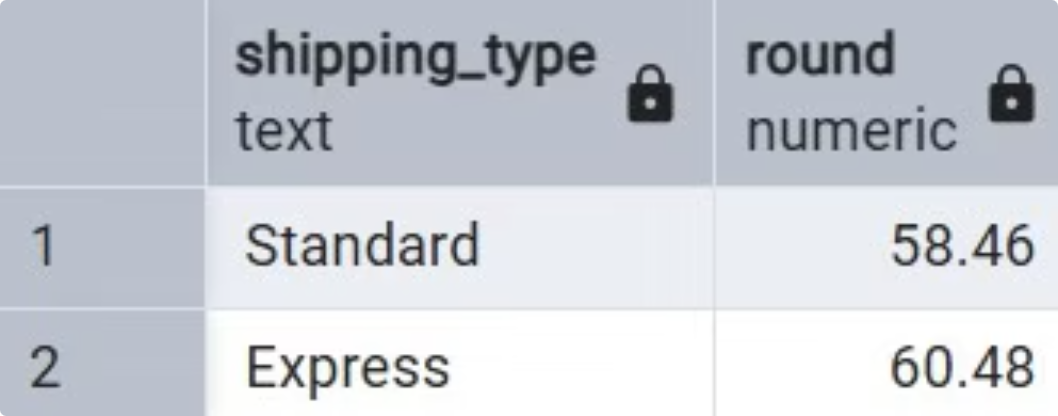 shipping_type round
text numeric
1 Standard 58.46
2 Express 60.48